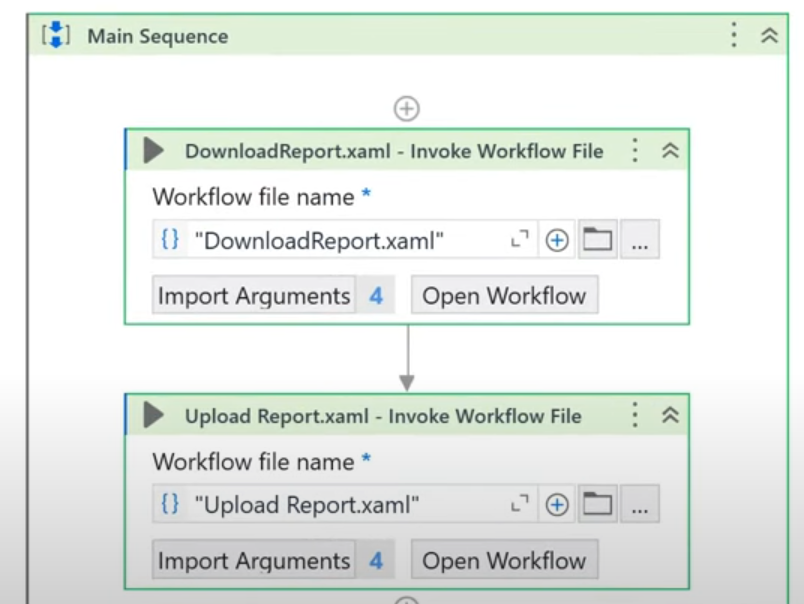 Main Sequence
DownloadReport.xaml - Invoke Workflow File
Workflow file name *
{} "DownloadReport.xaml" ...
Import Arguments 4 Open Workflow
Upload Report.xaml - Invoke Workflow File
Workflow file name *
{} "Upload Report.xaml" ...
Import Arguments 4 Open Workflow